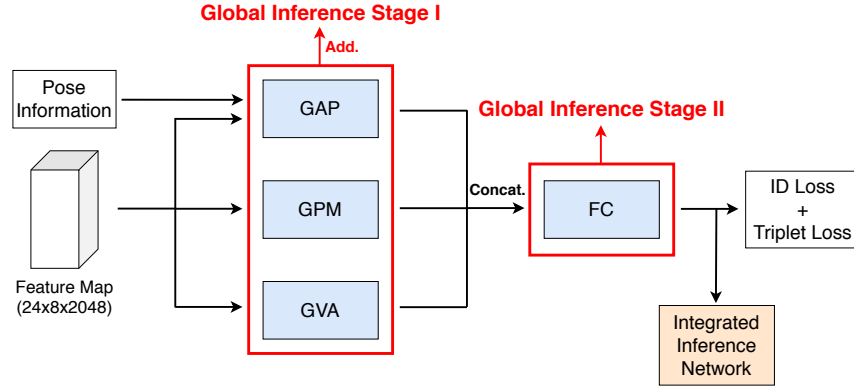 Global Inference Stage I
Add.
Pose
Information
GAP
Global Inference Stage II
GPM
Concat.
FC
ID Loss
+
Triplet Loss
Feature Map
(24x8x2048)
GVA
Integrated
Inference
Network